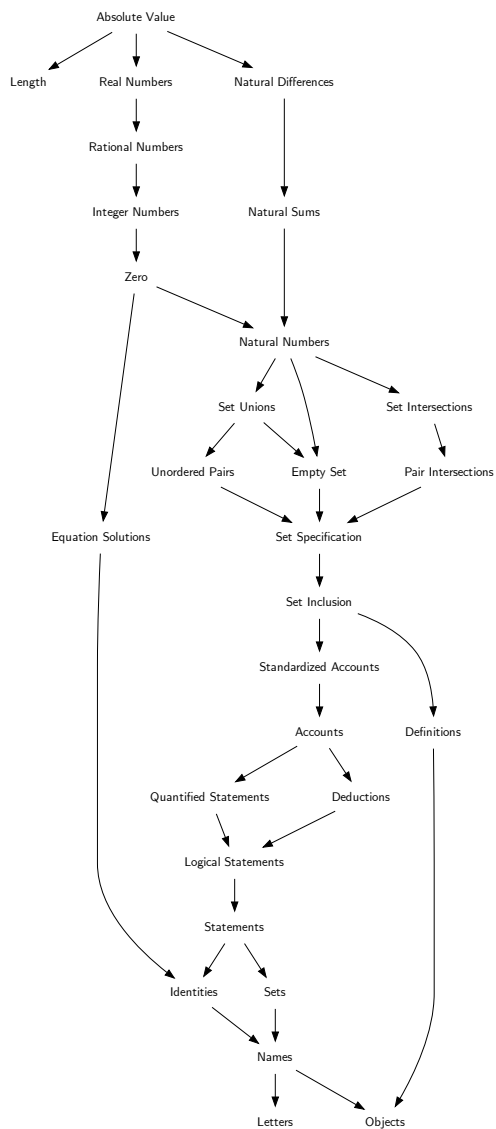 Absolute Value
Length
Real Numbers
Natural Differences
Rational Numbers
Integer Numbers
Natural Sums
Zero
Natural Numbers
Set Unions
Set Intersections
Unordered Pairs
Empty Set
Pair Intersections
Equation Solutions
Set Specification
Set Inclusion
Standardized Accounts
Accounts
Definitions
Quantified Statements
Deductions
Logical Statements
Statements
Identities
Sets
Names
Letters
Objects